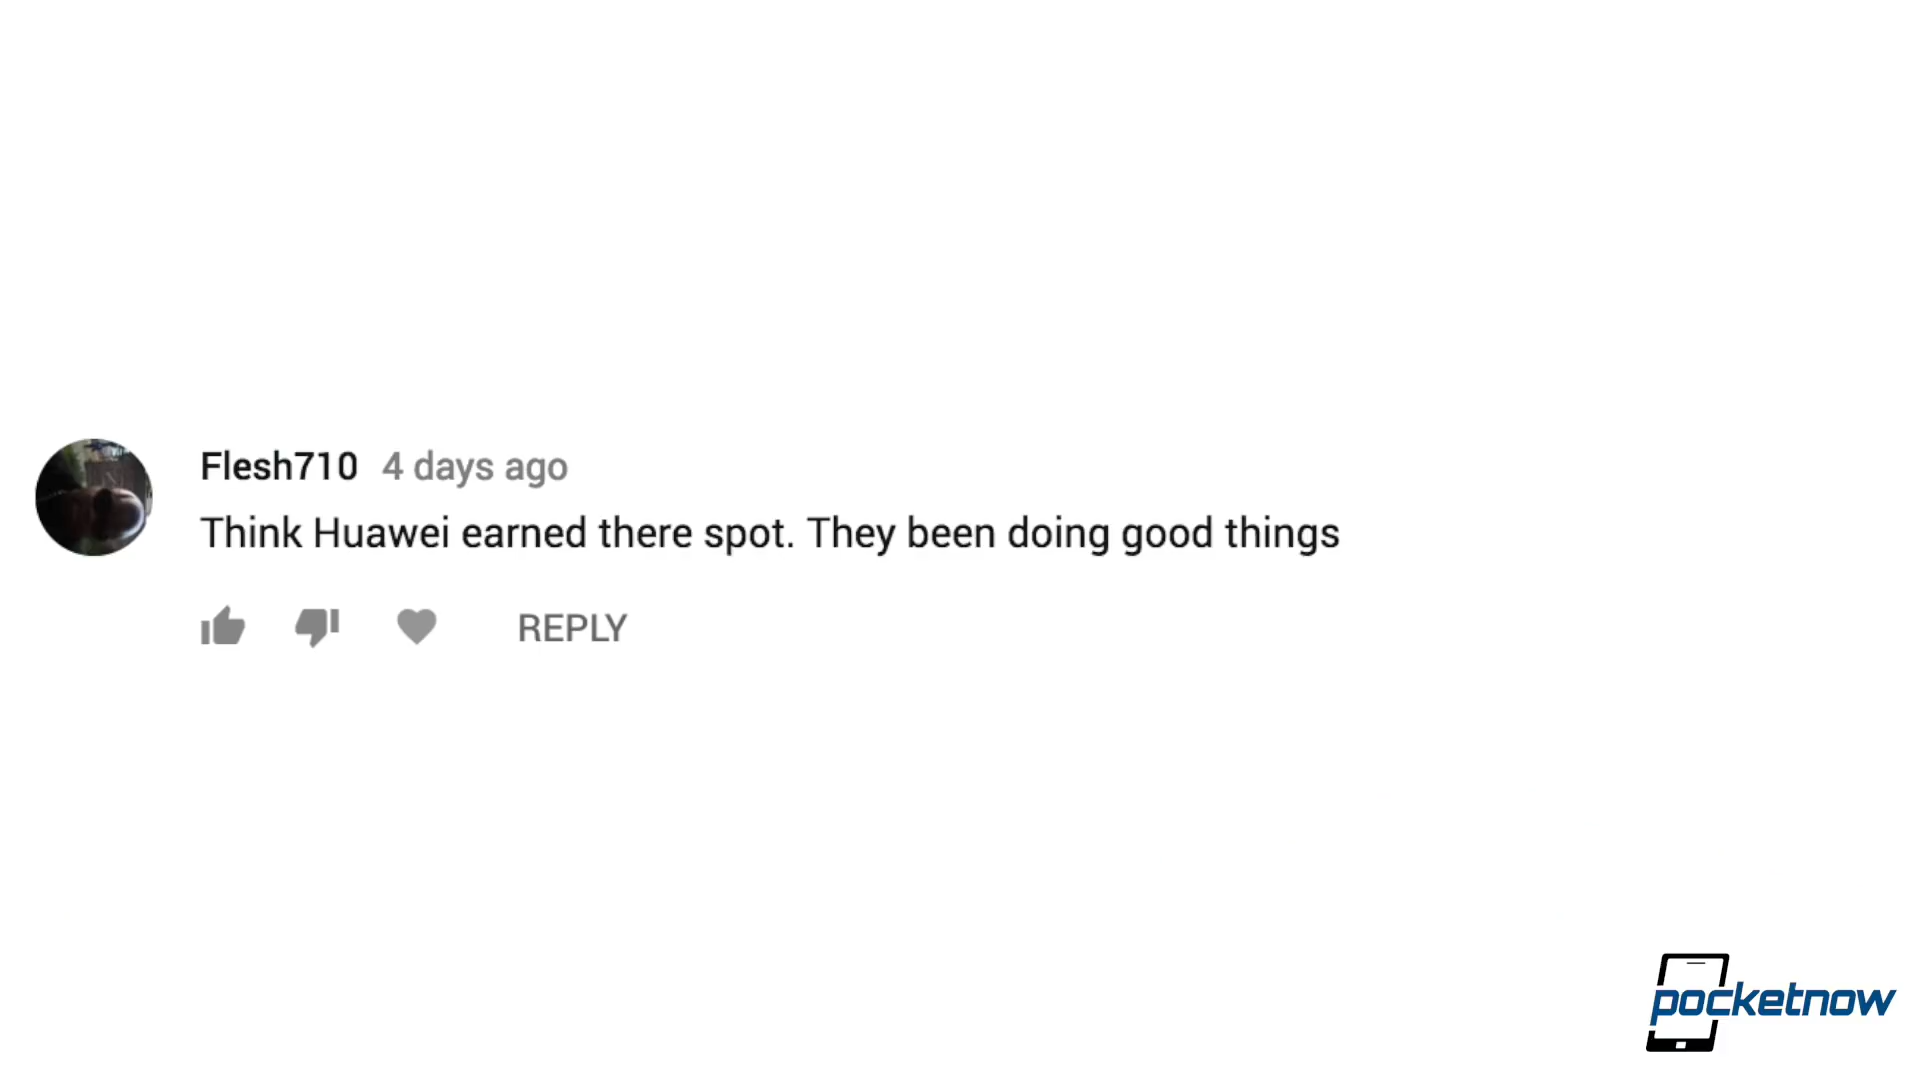 Flesh710 4 days ago
Think Huawei earned there spot. They been doing good things
REPLY
pocketnow